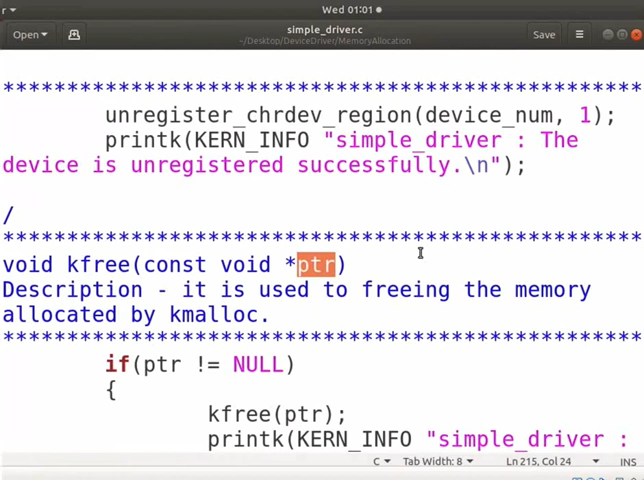 Wed 01:01
Open
simple_driver.c
~/Desktop/DeviceDriver/MemoryAllocation
Save
****************************************************
unregister_chrdev_region(device_num, 1);
printk(KERN_INFO "simple_driver : The
device is unregistered successfully.\n");
/
****************************************************
void kfree(const void *ptr)
Description - it is used to freeing the memory
allocated by kmalloc.
****************************************************
if(ptr != NULL)
{
kfree(ptr);
printk(KERN_INFO "simple_driver :
C
Tab Width: 8
Ln 215, Col 24
INS